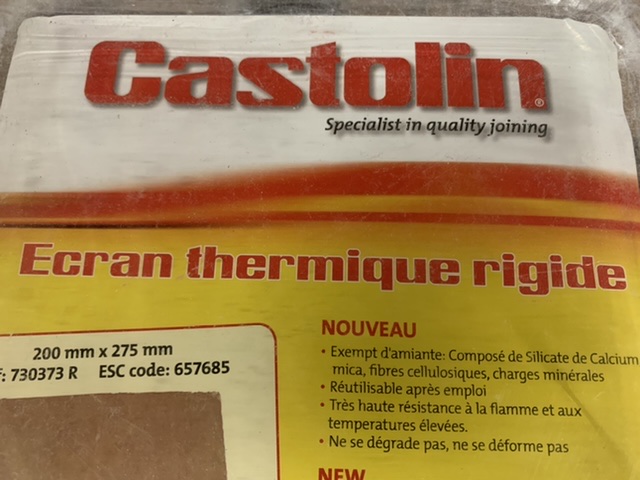 Castolin®
Specialist in quality joining
Ecran thermique rigide
200 mm x 275 mm
: 730373 R ESC code: 657685
NOUVEAU
• Exempt d'amiante: Composé de Silicate de Calcium
mica, fibres cellulosiques, charges minérales
• Réutilisable après emploi
• Très haute résistance à la flamme et aux
températures élevées.
• Ne se dégrade pas, ne se déforme pas
NEW